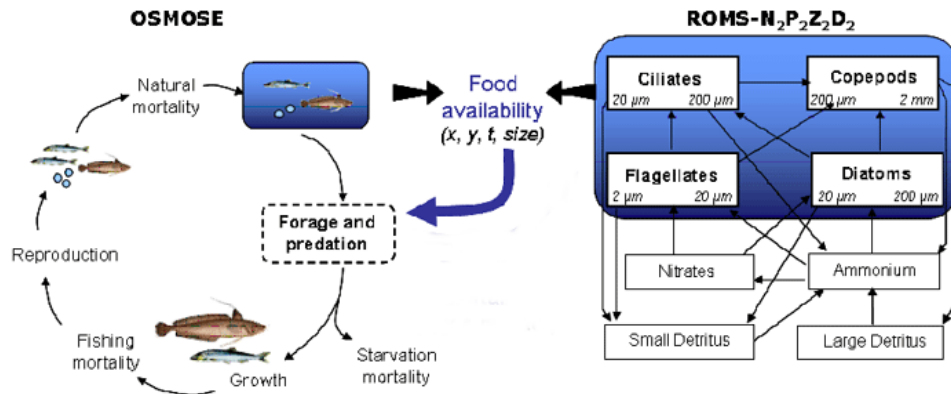 OSMOSE
Natural
mortality
Reproduction
Fishing
mortality
Growth
Starvation
mortality
Forage and
predation
Food
availability
(x, y, t, size)
ROMS-N₂P₂Z₂D₂
Ciliates
20 µm 200 µm
Copepods
200 µm 2 mm
Flagellates
2 µm 20 µm
Diatoms
20 µm 200 µm
Nitrates
Ammonium
Small Detritus
Large Detritus